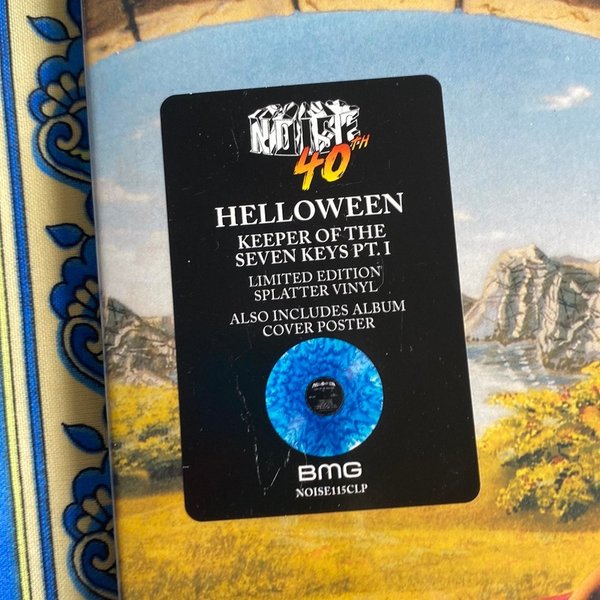 NOISE
40TH
HELLOWEEN
KEEPER OF THE
SEVEN KEYS PT. I
LIMITED EDITION
SPLATTER VINYL
ALSO INCLUDES ALBUM
COVER POSTER
BMG
NOISE115CLP